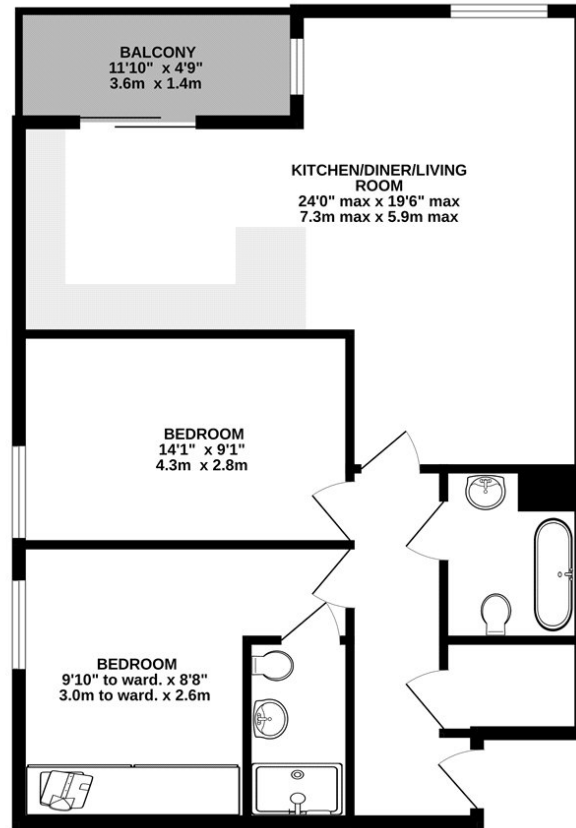 BALCONY
11'10" x 4'9"
3.6m x 1.4m
KITCHEN/DINER/LIVING
ROOM
24'0" max x 19'6" max
7.3m max x 5.9m max
BEDROOM
14'1" x 9'1"
4.3m x 2.8m
BEDROOM
9'10" to ward. x 8'8"
3.0m to ward. x 2.6m